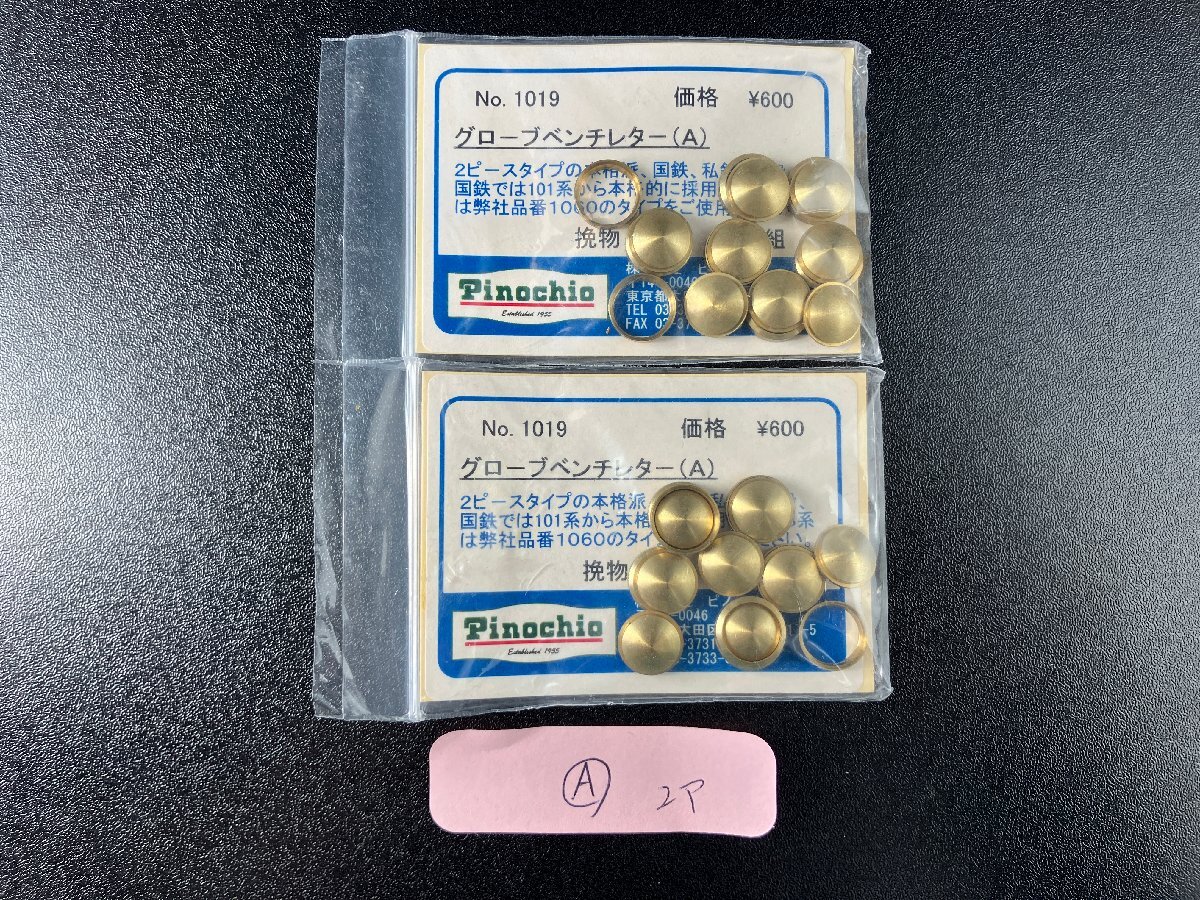 No. 1019 価格 ¥600
グローブベンチレター(A)
2ピースタイプの本格派、国鉄、私
国鉄では101系から本格的に採用
は弊社品番1060のタイプをご使用
挽物 組
Pinochio
Established 1955
東京都
TEL 03
FAX 03-37
No. 1019 価格 ¥600
グローブベンチレター(A)
2ピースタイプの本格派 私
国鉄では101系から本格 系
は弊社品番1060のタイ さい。
挽物
Pinochio
Established 1955
-0046
大田区 -5
-3731
-3733-
A 2ア